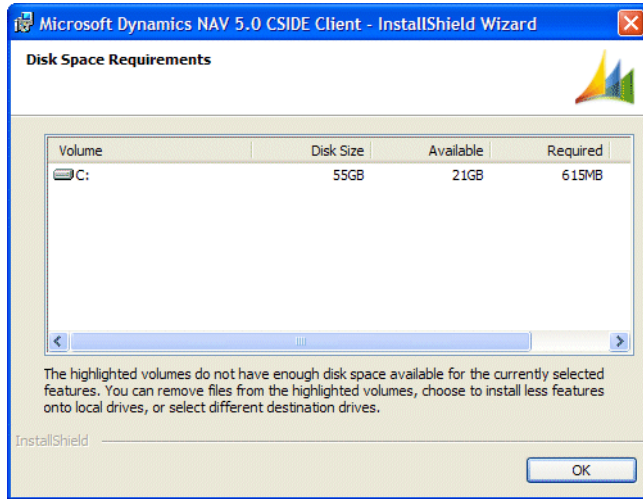 Microsoft Dynamics NAV 5.0 CSIDE Client - InstallShield Wizard
Disk Space Requirements
Volume Disk Size Available Required
C: 55GB 21GB 615MB
The highlighted volumes do not have enough disk space available for the currently selected
features. You can remove files from the highlighted volumes, choose to install less features
onto local drives, or select different destination drives.
InstallShield
OK